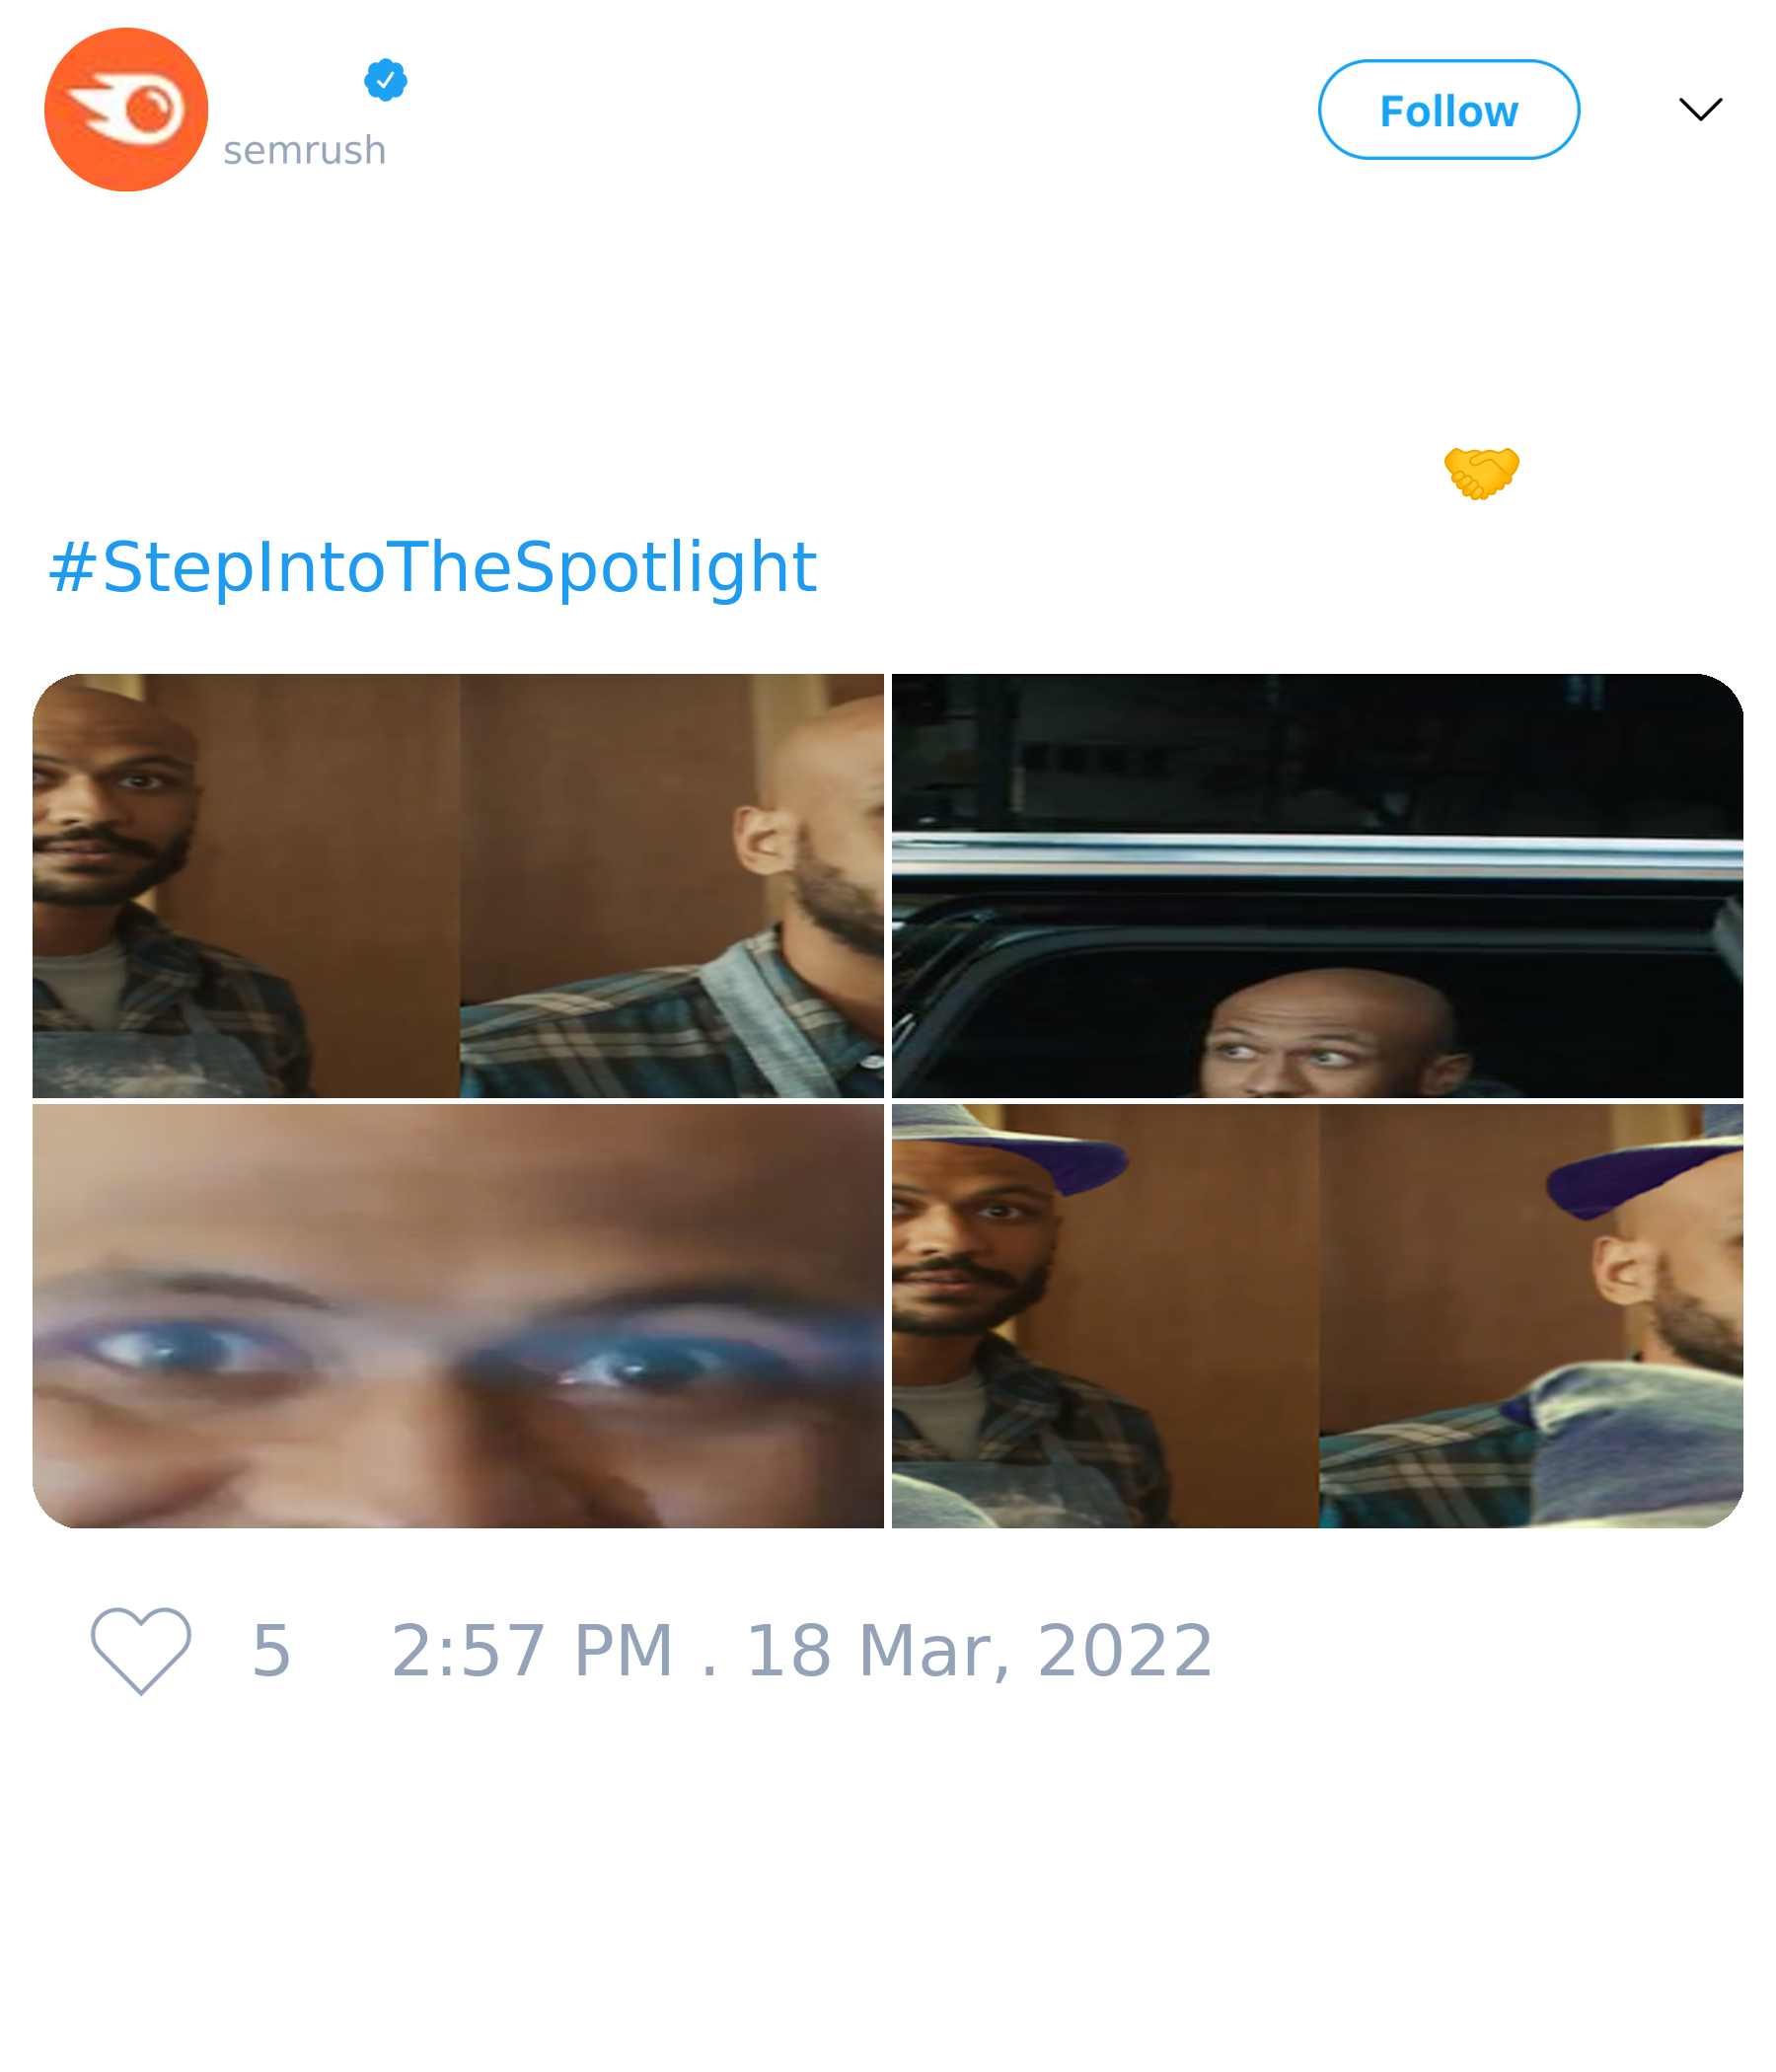 semrush
Follow
🤝
#StepIntoTheSpotlight
5 2:57 PM . 18 Mar, 2022